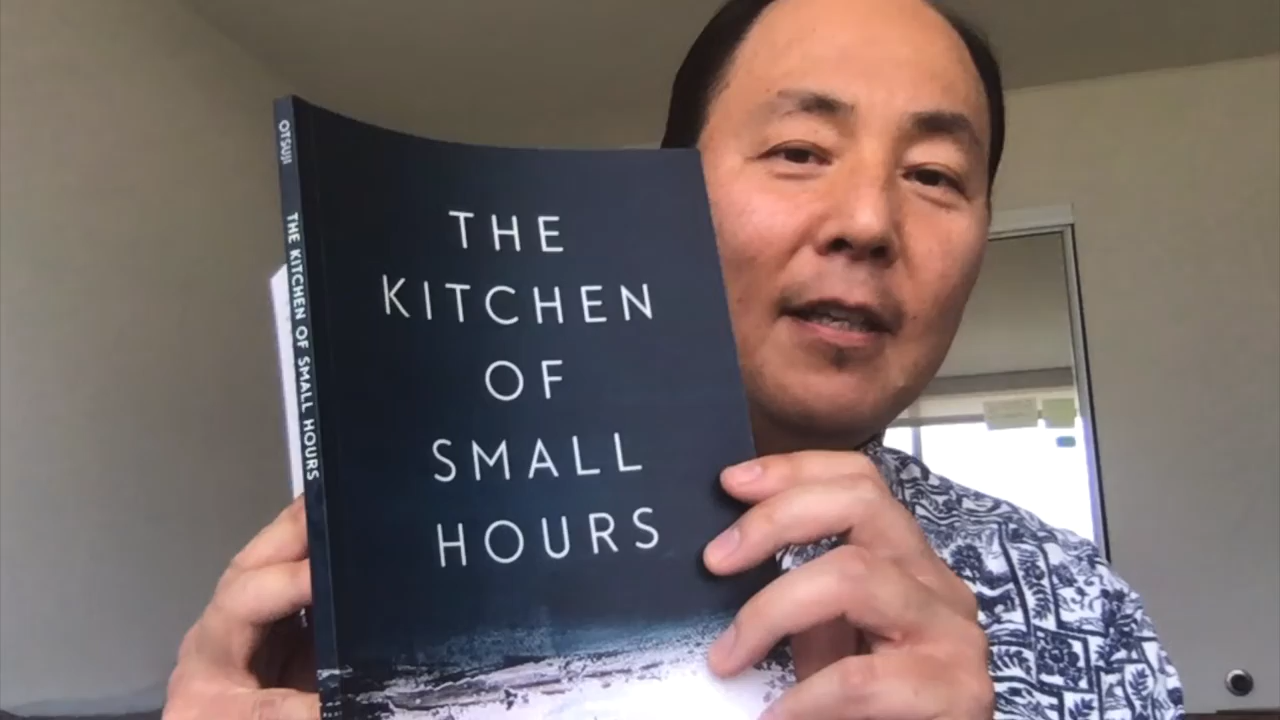 OTSUJI
THE KITCHEN OF SMALL HOURS
THE
KITCHEN
OF
SMALL
HOURS